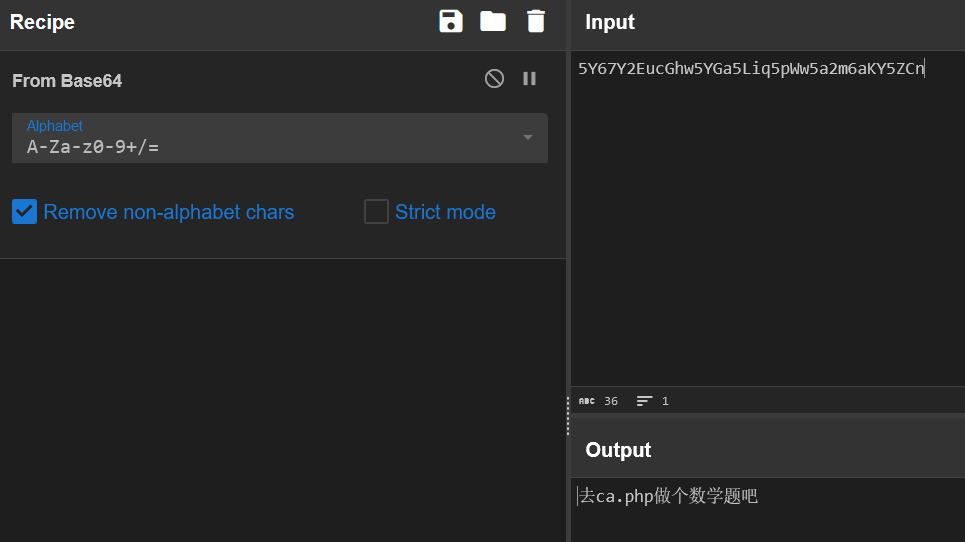 Recipe
From Base64
Alphabet
A-Za-z0-9+/=
Remove non-alphabet chars
Strict mode
Input
5Y67Y2EucGhw5YGa5Liq5pWw5a2m6aKY5ZCn
ABC 36 1
Output
去ca.php做个数学题吧